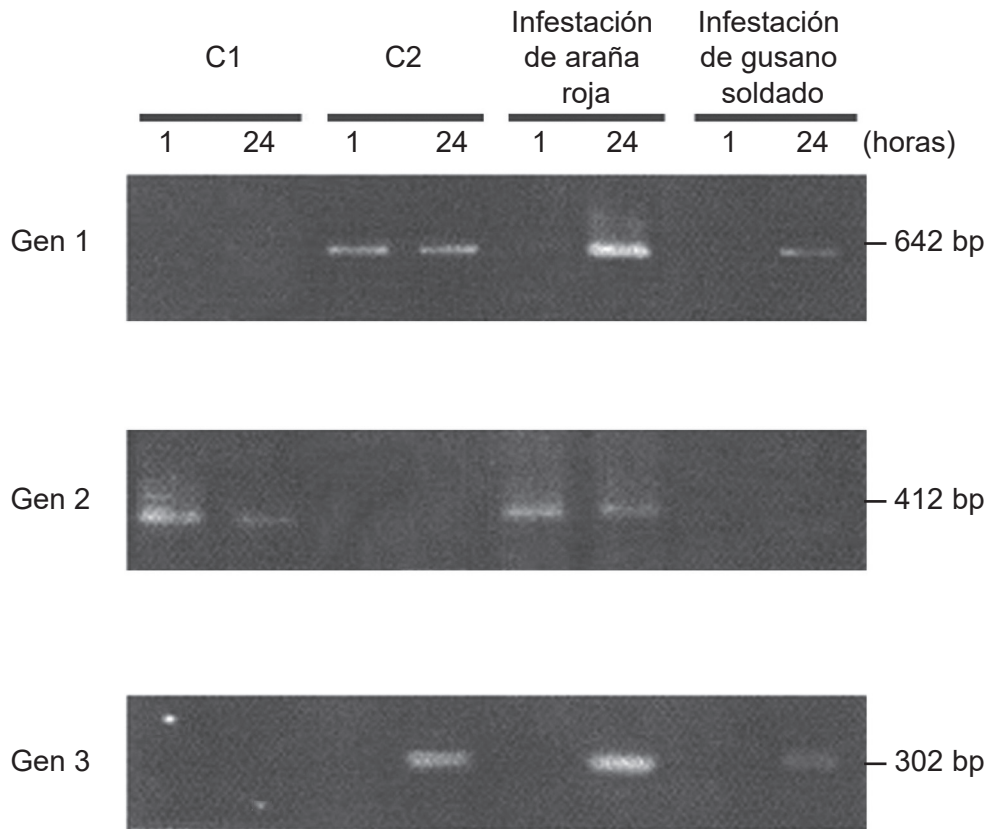 C1
C2
Infestación
de araña
roja
Infestación
de gusano
soldado
1 24 1 24 1 24 1 24 (horas)
Gen 1
642 bp
Gen 2
412 bp
Gen 3
302 bp